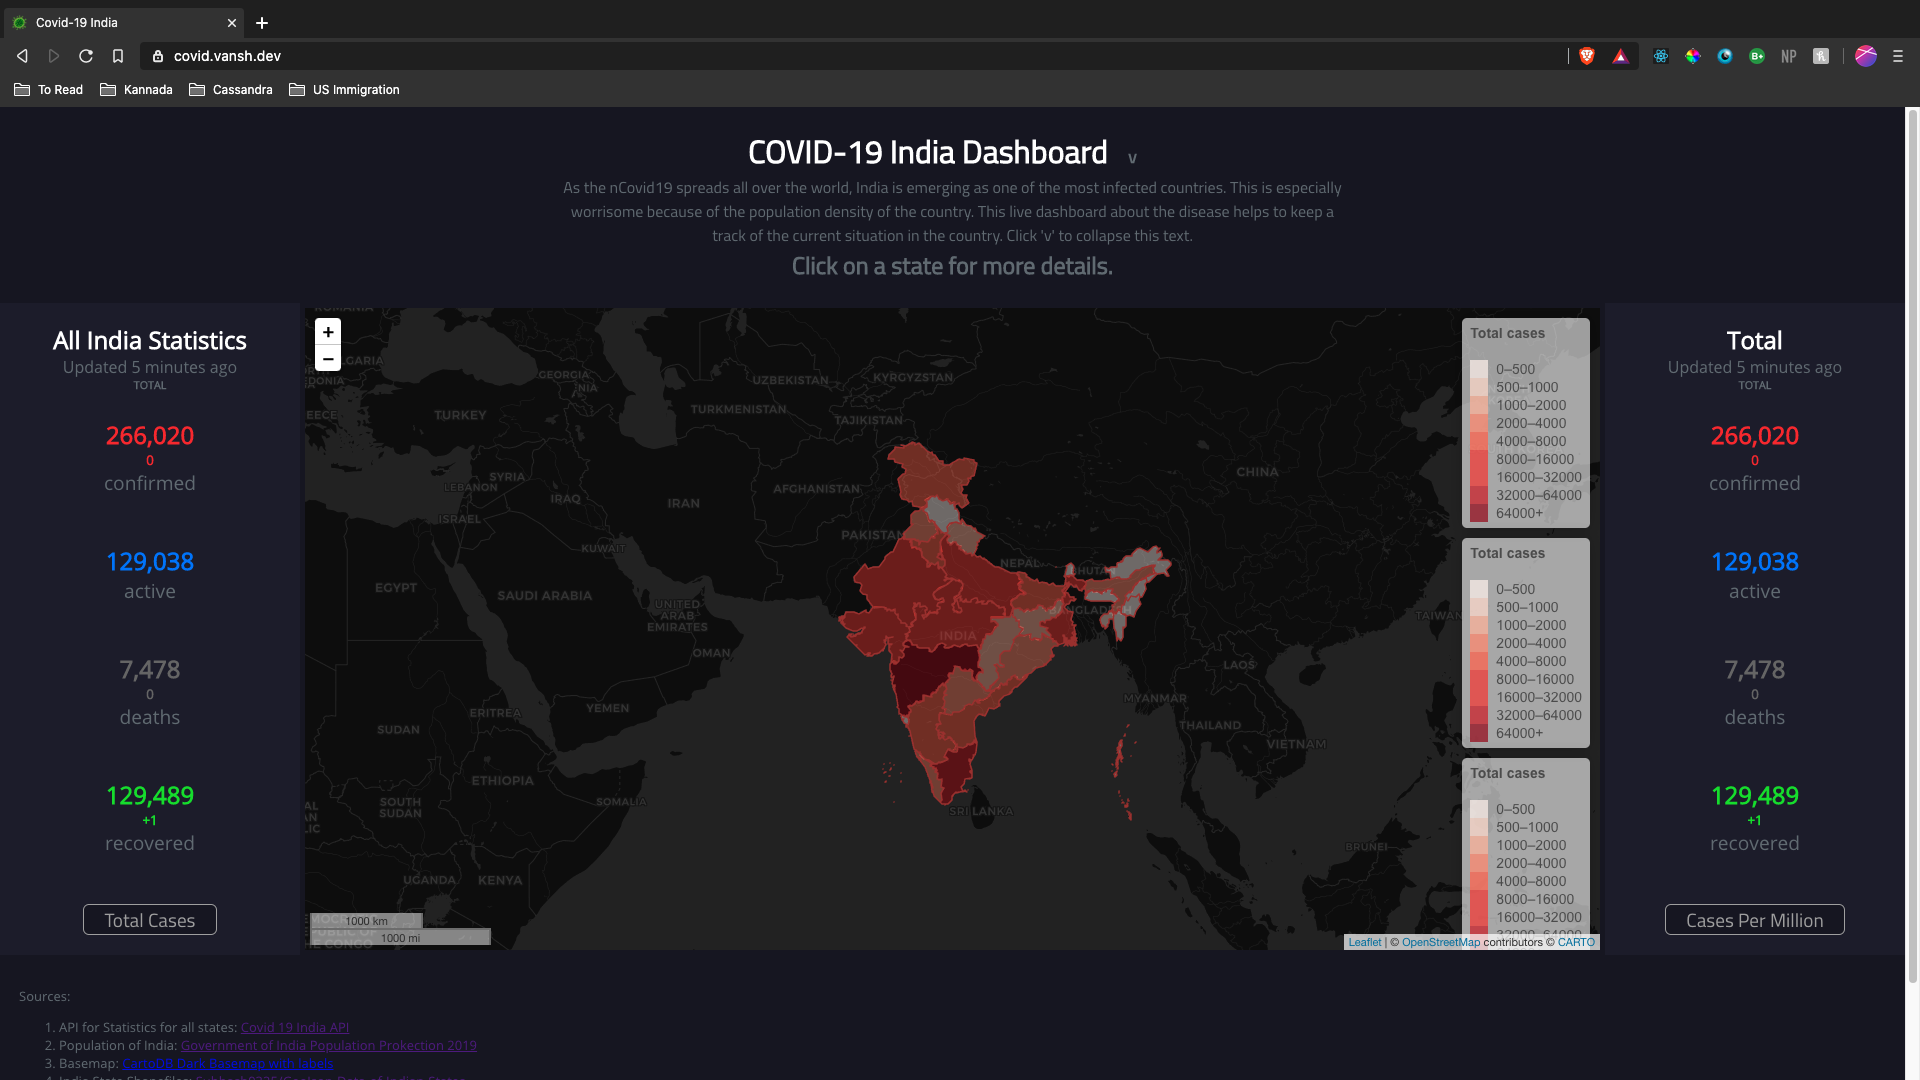 Covid-19 India
covid.vansh.dev
NP
To Read
Kannada
Cassandra
US Immigration
COVID-19 India Dashboard v
As the nCovid19 spreads all over the world, India is emerging as one of the most infected countries. This is especially
worrisome because of the population density of the country. This live dashboard about the disease helps to keep a
track of the current situation in the country. Click 'v' to collapse this text.
Click on a state for more details.
All India Statistics
Updated 5 minutes ago
TOTAL
266,020
0
confirmed
129,038
active
7,478
0
deaths
129,489
+1
recovered
Total Cases
+
−
GEORGIA
UZBEKISTAN
KYRGYZSTAN
TURKEY
TURKMENISTAN
TAJIKISTAN
SYRIA
LEBANON
IRAQ
IRAN
AFGHANISTAN
CHINA
ISRAEL
KUWAIT
PAKISTAN
EGYPT
SAUDI ARABIA
UNITED
ARAB
EMIRATES
NEPAL
BHUTAN
BANGLADESH
TAIWAN
INDIA
OMAN
LAOS
MYANMAR
SUDAN
ERITREA
YEMEN
THAILAND
VIETNAM
ETHIOPIA
SOUTH
SUDAN
SOMALIA
SRI LANKA
BRUNEI
UGANDA
KENYA
1000 km
1000 mi
Total cases
0–500
500–1000
1000–2000
2000–4000
4000–8000
8000–16000
16000–32000
32000–64000
64000+
Total cases
0–500
500–1000
1000–2000
2000–4000
4000–8000
8000–16000
16000–32000
32000–64000
64000+
Total cases
0–500
500–1000
1000–2000
2000–4000
4000–8000
8000–16000
16000–32000
32000–64000
Leaflet | © OpenStreetMap contributors © CARTO
Total
Updated 5 minutes ago
TOTAL
266,020
0
confirmed
129,038
active
7,478
0
deaths
129,489
+1
recovered
Cases Per Million
Sources:
1. API for Statistics for all states: Covid 19 India API
2. Population of India: Government of India Population Prokection 2019
3. Basemap: CartoDB Dark Basemap with labels